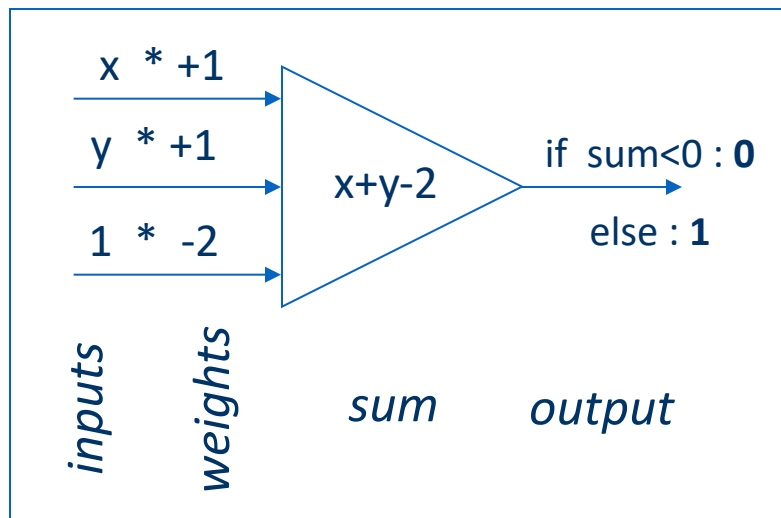 x * +1
y * +1
1 * -2
x+y-2
if sum<0 : 0
else : 1
inputs
weights
sum
output